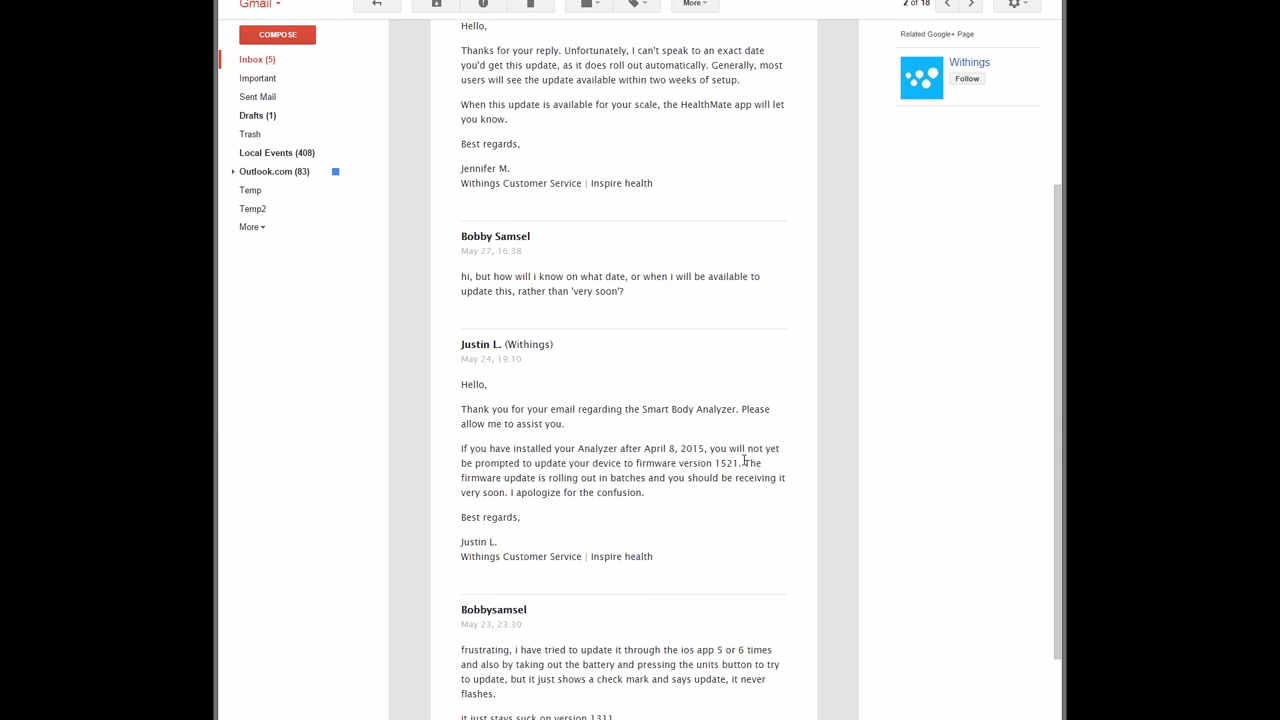 Gmail
More
2 of 18
COMPOSE
Inbox (5)
Important
Sent Mail
Drafts (1)
Trash
Local Events (408)
Outlook.com (83)
Temp
Temp2
More
Hello,
Thanks for your reply. Unfortunately, I can't speak to an exact date
you'd get this update, as it does roll out automatically. Generally, most
users will see the update available within two weeks of setup.
When this update is available for your scale, the HealthMate app will let
you know.
Best regards,
Jennifer M.
Withings Customer Service | Inspire health
Bobby Samsel
May 27, 16:38
hi, but how will i know on what date, or when i will be available to
update this, rather than 'very soon'?
Justin L. (Withings)
May 24, 19:10
Hello,
Thank you for your email regarding the Smart Body Analyzer. Please
allow me to assist you.
If you have installed your Analyzer after April 8, 2015, you will not yet
be prompted to update your device to firmware version 1521. The
firmware update is rolling out in batches and you should be receiving it
very soon. I apologize for the confusion.
Best regards,
Justin L.
Withings Customer Service | Inspire health
Bobbysamsel
May 23, 23:30
frustrating, i have tried to update it through the ios app 5 or 6 times
and also by taking out the battery and pressing the units button to try
to update, but it just shows a check mark and says update, it never
flashes.
it just stays suck on version 1311
Related Google+ Page
Withings
Follow